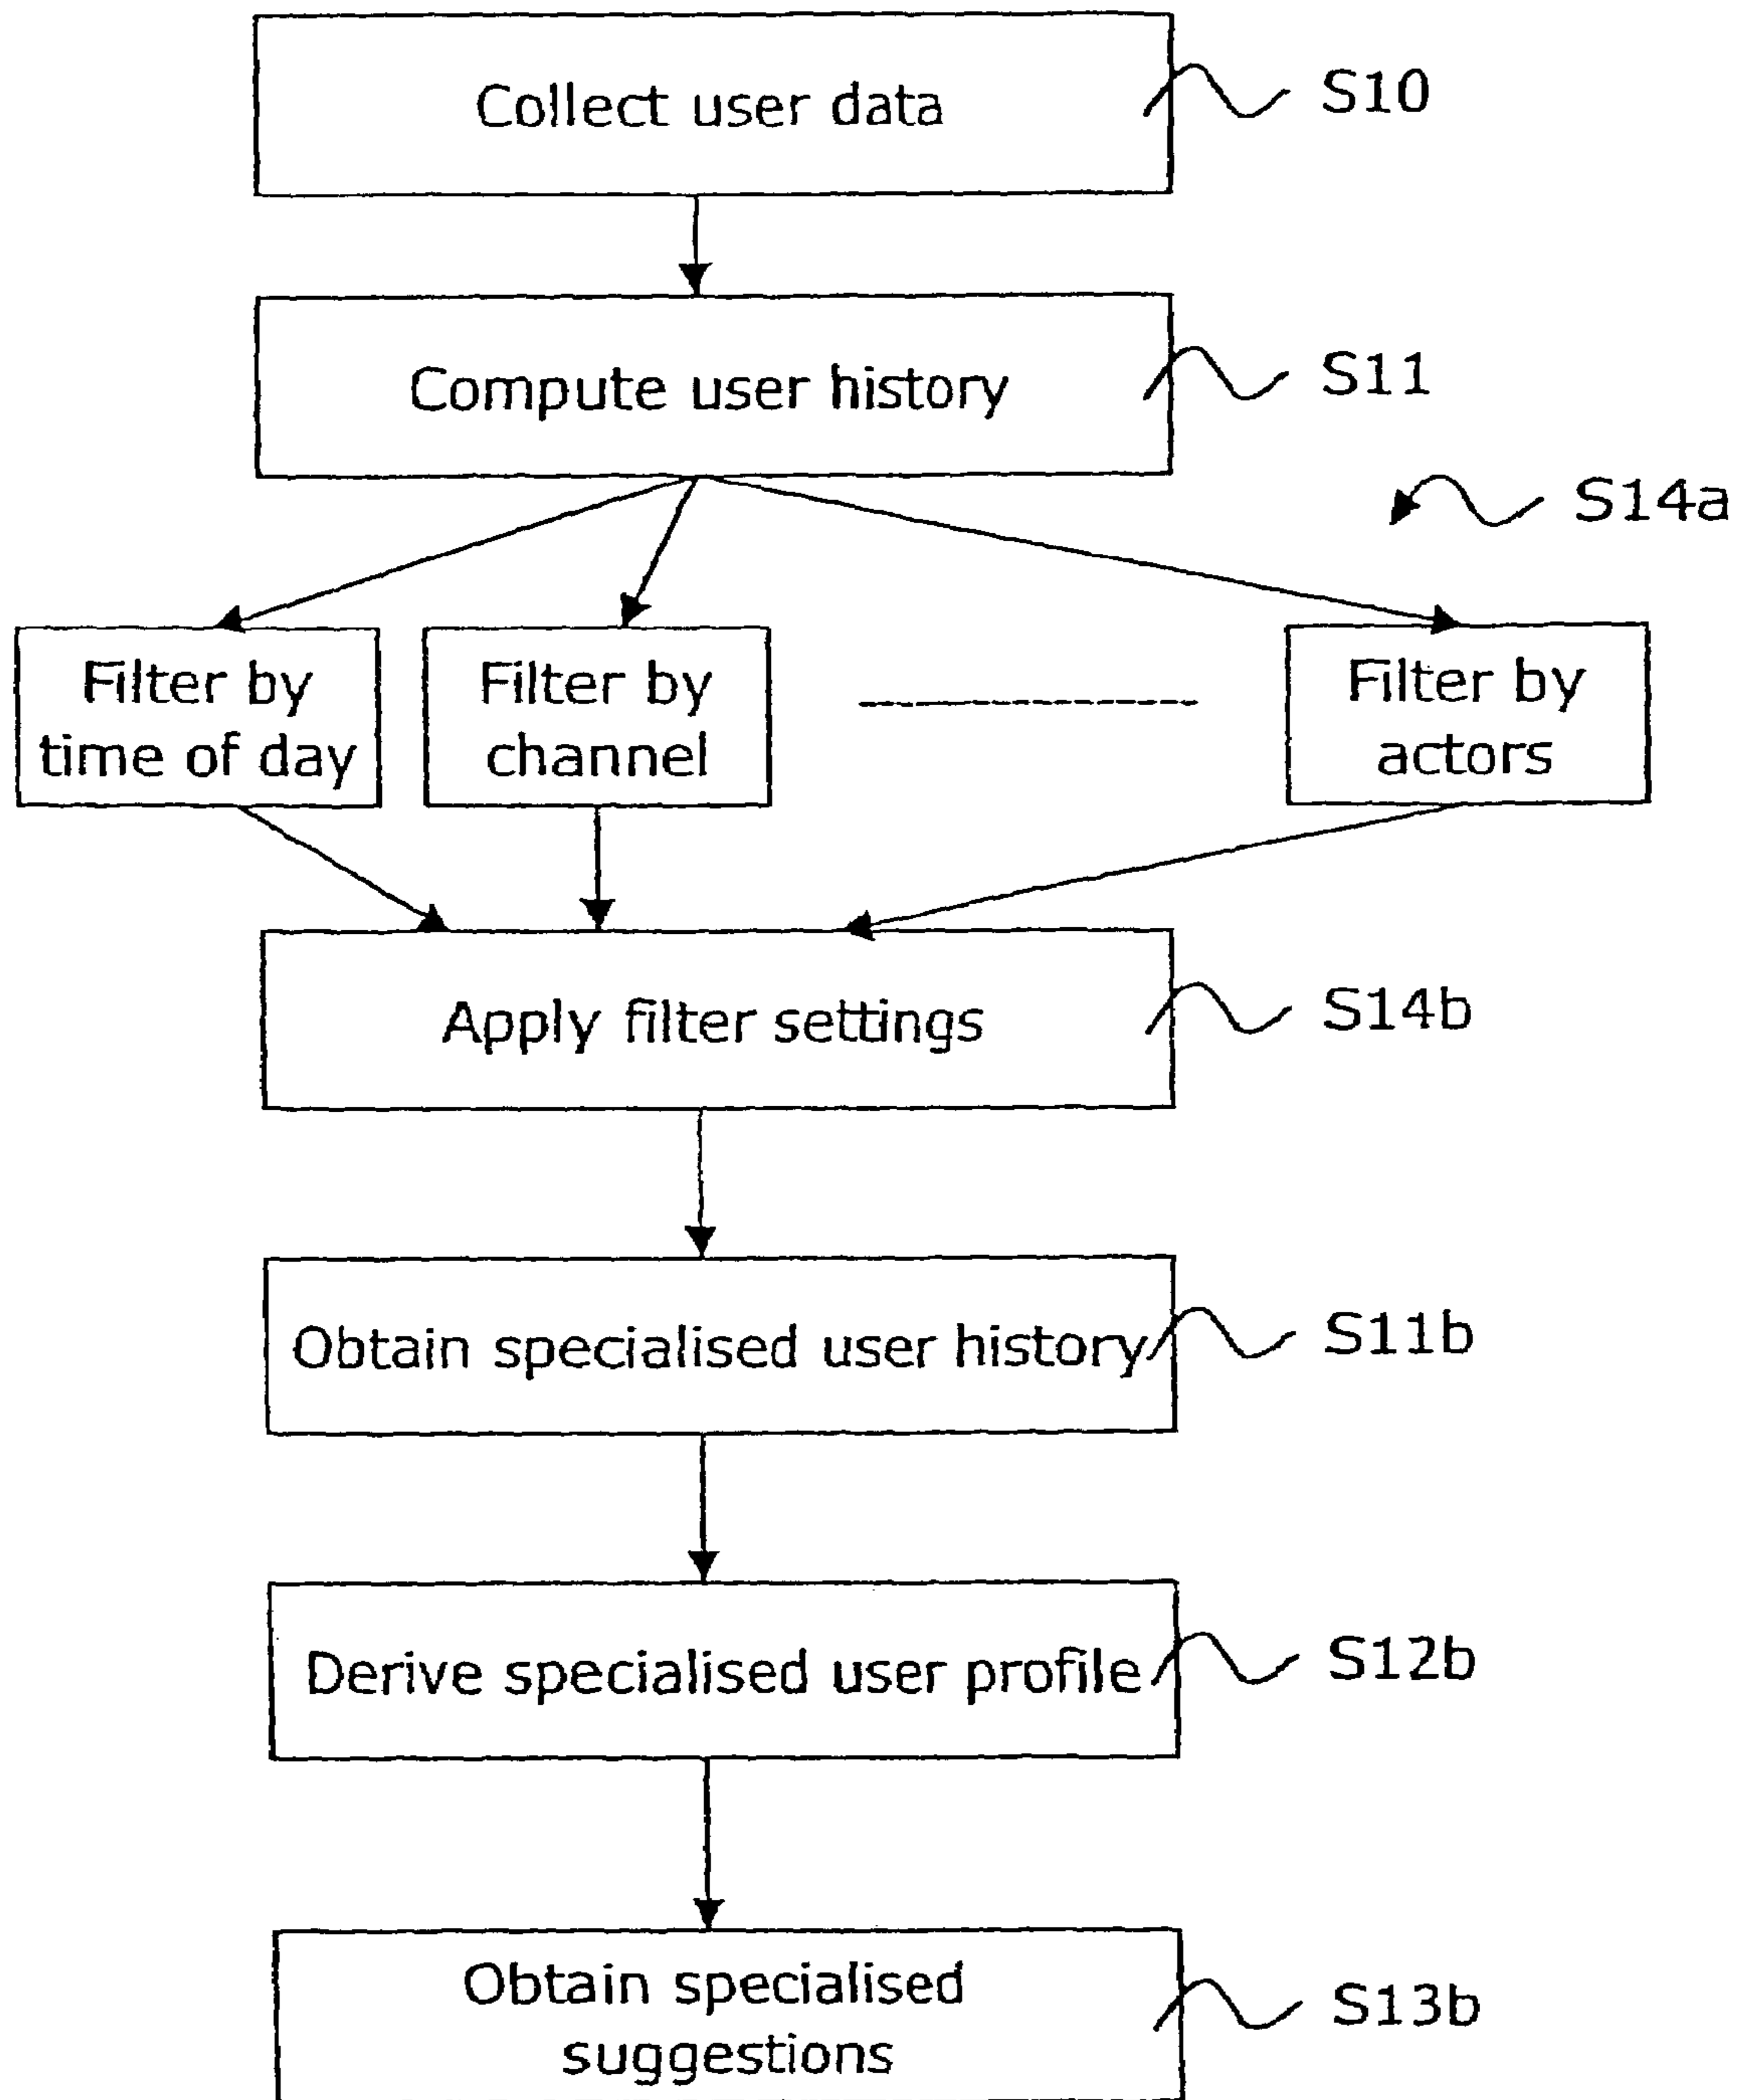 Collect user data
S10
Compute user history
S11
S14a
Filter by
time of day
Filter by
channel
Filter by
actors
Apply filter settings
S14b
Obtain specialised user history
S11b
Derive specialised user profile
S12b
Obtain specialised
suggestions
S13b